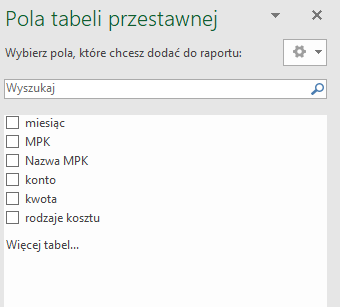 Pola tabeli przestawnej
Wybierz pola, które chcesz dodać do raportu:
Wyszukaj
miesiąc
MPK
Nazwa MPK
konto
kwota
rodzaje kosztu
Więcej tabel...